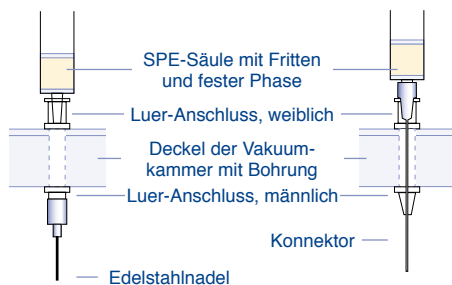 SPE-Säule mit Fritten
und fester Phase
Luer-Anschluss, weiblich
Deckel der Vakuum-
kammer mit Bohrung
Luer-Anschluss, männlich
Konnektor
Edelstahlnadel